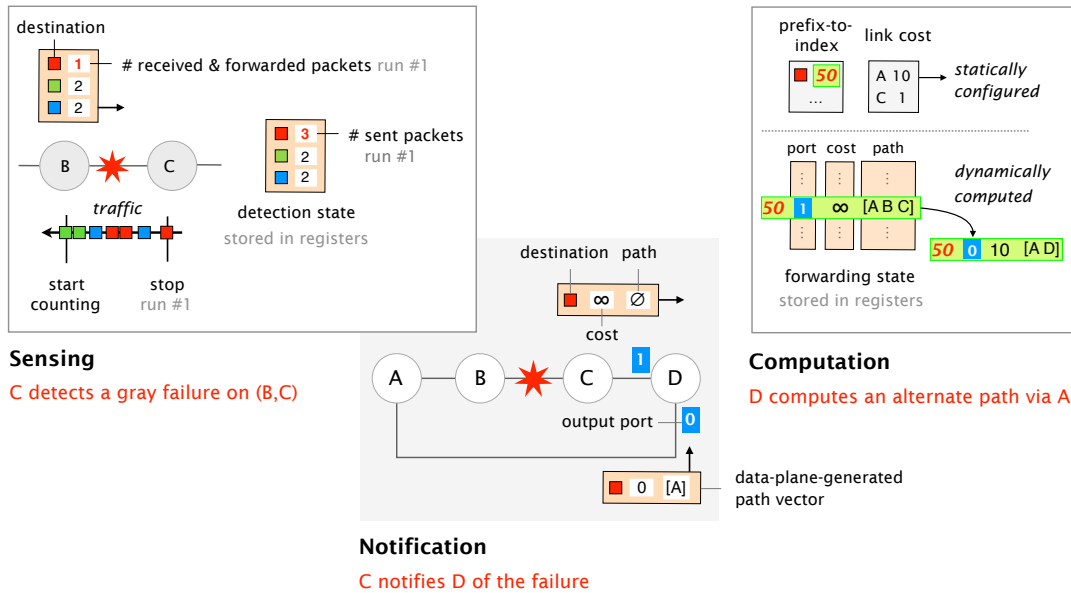 destination
1 # received & forwarded packets run #1
2
2
3 # sent packets
2 run #1
2
B C
traffic
detection state
stored in registers
start
counting
stop
run #1
Sensing
C detects a gray failure on (B,C)
destination path
∞ ∅
cost
1
A B C D
output port 0
0 [A]
data-plane-generated
path vector
Notification
C notifies D of the failure
prefix-to-
index
link cost
50
...
A 10
C 1
statically
configured
port cost path
⋮ ⋮ ⋮
50 1 ∞ [A B C]
⋮ ⋮ ⋮
dynamically
computed
50 0 10 [A D]
forwarding state
stored in registers
Computation
D computes an alternate path via A